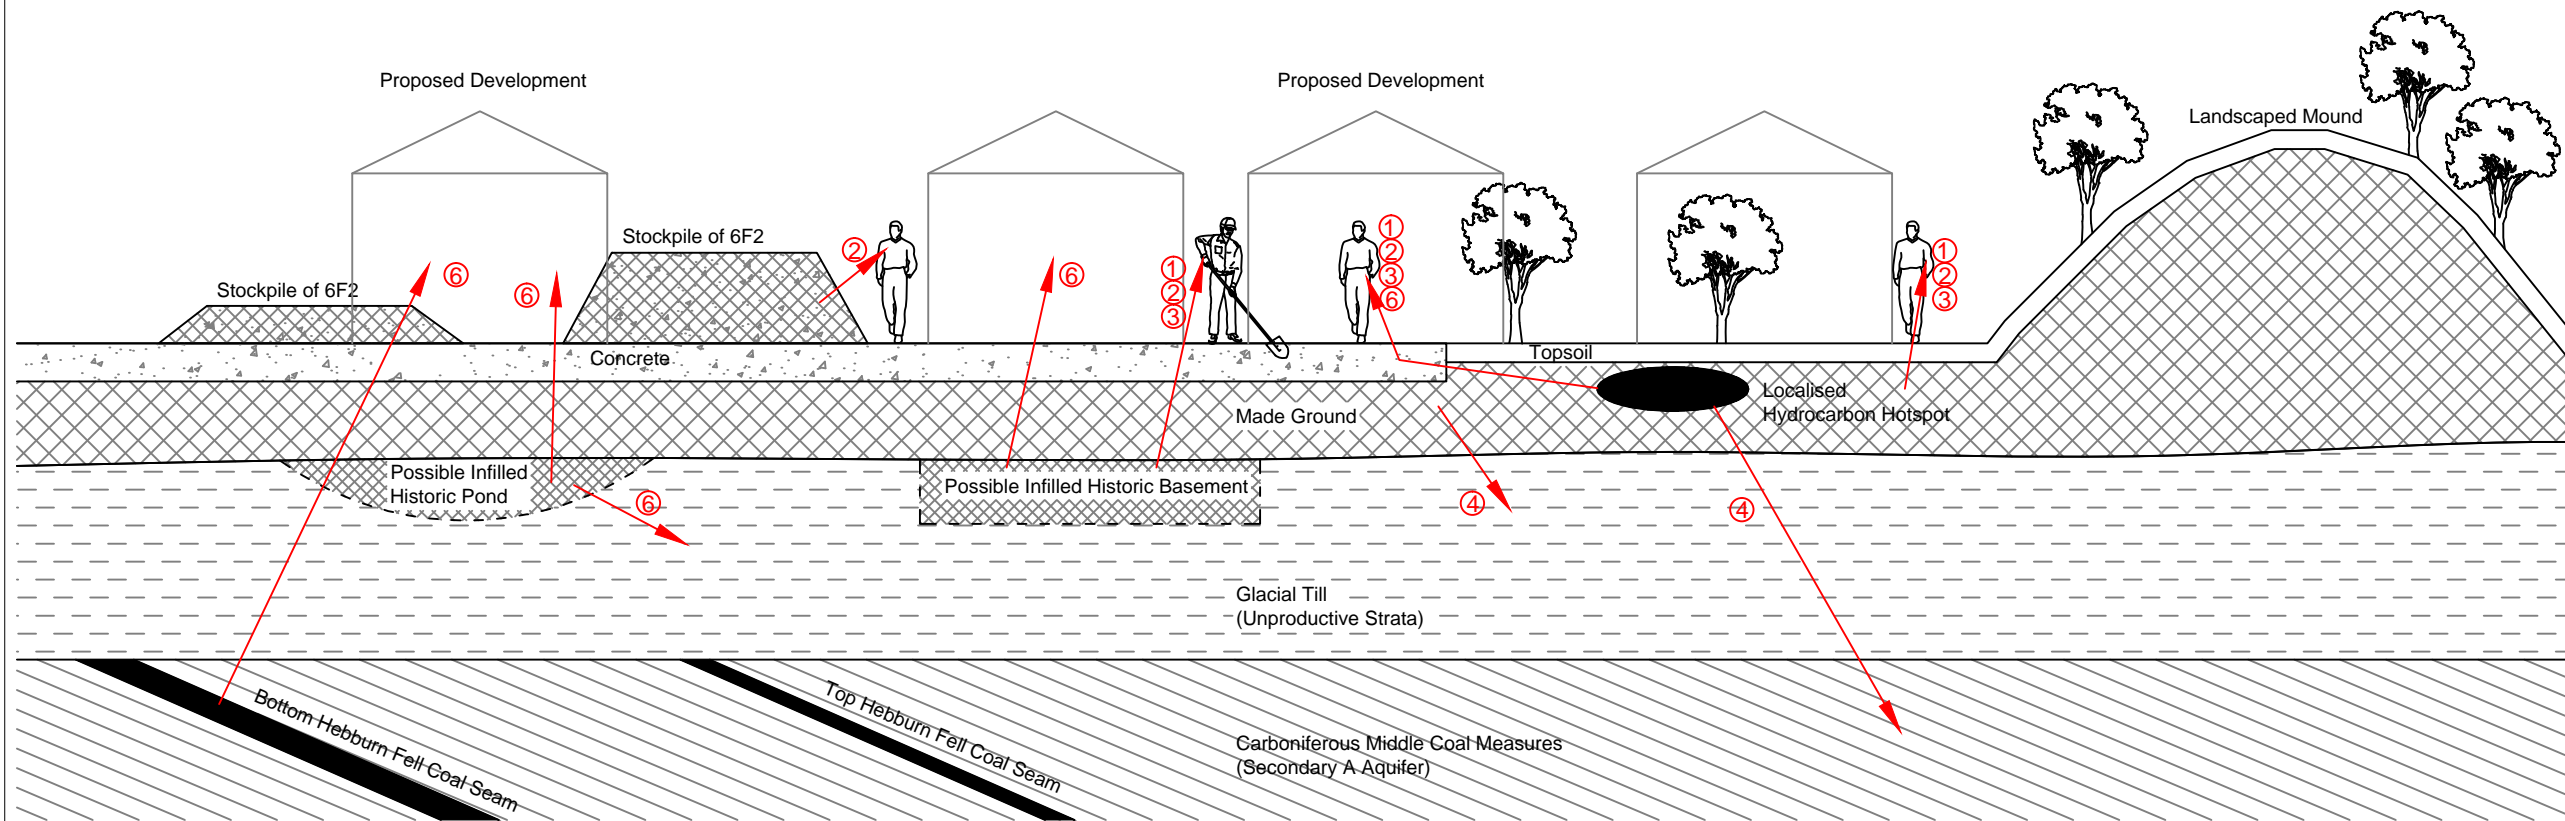 Proposed Development
Proposed Development
Landscaped Mound
Stockpile of 6F2
Stockpile of 6F2
2
1
2
3
6
1
2
3
6
6
6
1
2
3
Concrete
Topsoil
Localised
Hydrocarbon Hotspot
Made Ground
Possible Infilled
Historic Pond
6
Possible Infilled Historic Basement
4
4
Glacial Till
(Unproductive Strata)
Bottom Hebburn Fell Coal Seam
Top Hebburn Fell Coal Seam
Carboniferous Middle Coal Measures
(Secondary A Aquifer)